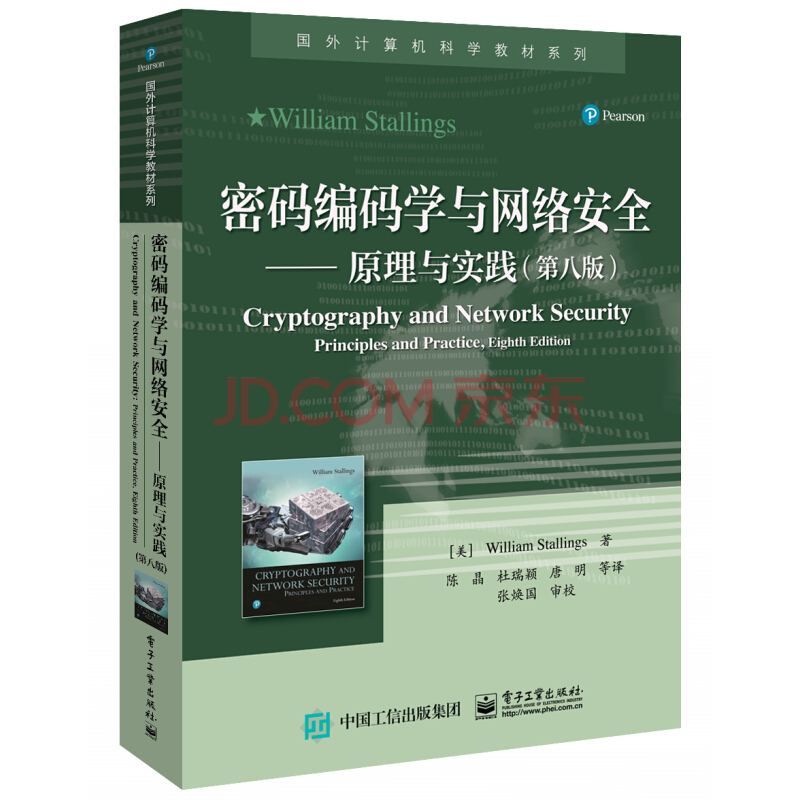 Pearson
国外计算机科学教材系列
密码编码学与网络安全——原理与实践(第八版)
Cryptography and Network Security: Principles and Practice, Eighth Edition
电子工业出版社
国外计算机科学教材系列
★William Stallings
Pearson
密码编码学与网络安全
——原理与实践(第八版)
Cryptography and Network Security
Principles and Practice, Eighth Edition
JD.COM 京东
William Stallings
CRYPTOGRAPHY AND
NETWORK SECURITY
PRINCIPLES AND PRACTICE
Eighth Edition
[美] William Stallings 著
陈 晶 杜瑞颖 唐 明 等译
张焕国 审校
中国工信出版集团
电子工业出版社
PUBLISHING HOUSE OF ELECTRONICS INDUSTRY
http://www.phei.com.cn